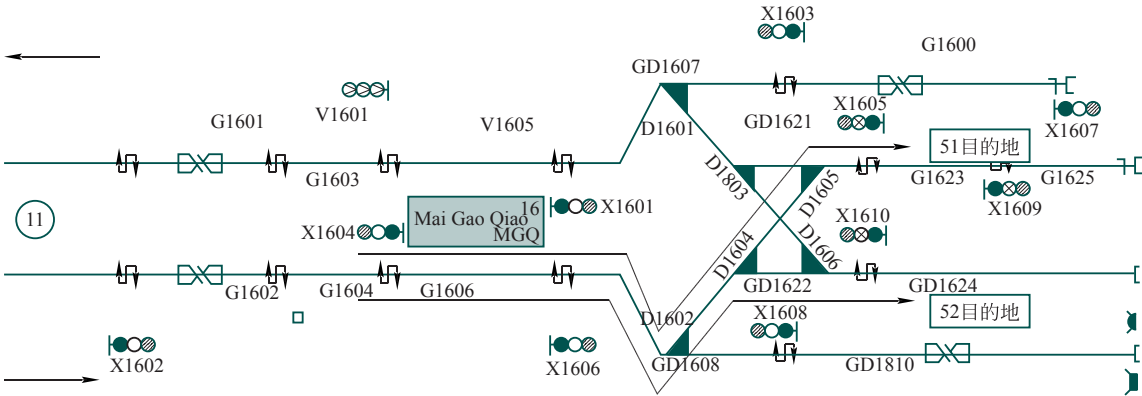 X1603
G1600
GD1607
V1601
G1601
V1605
D1601
GD1621
X1605
X1607
51目的地
G1603
D1803
D1605
G1623
G1625
X1609
11
X1604
16
Mai Gao Qiao
MGQ
X1601
X1610
D1604
D1606
G1602
G1604
G1606
GD1622
GD1624
D1602
X1608
52目的地
X1602
X1606
GD1608
GD1810